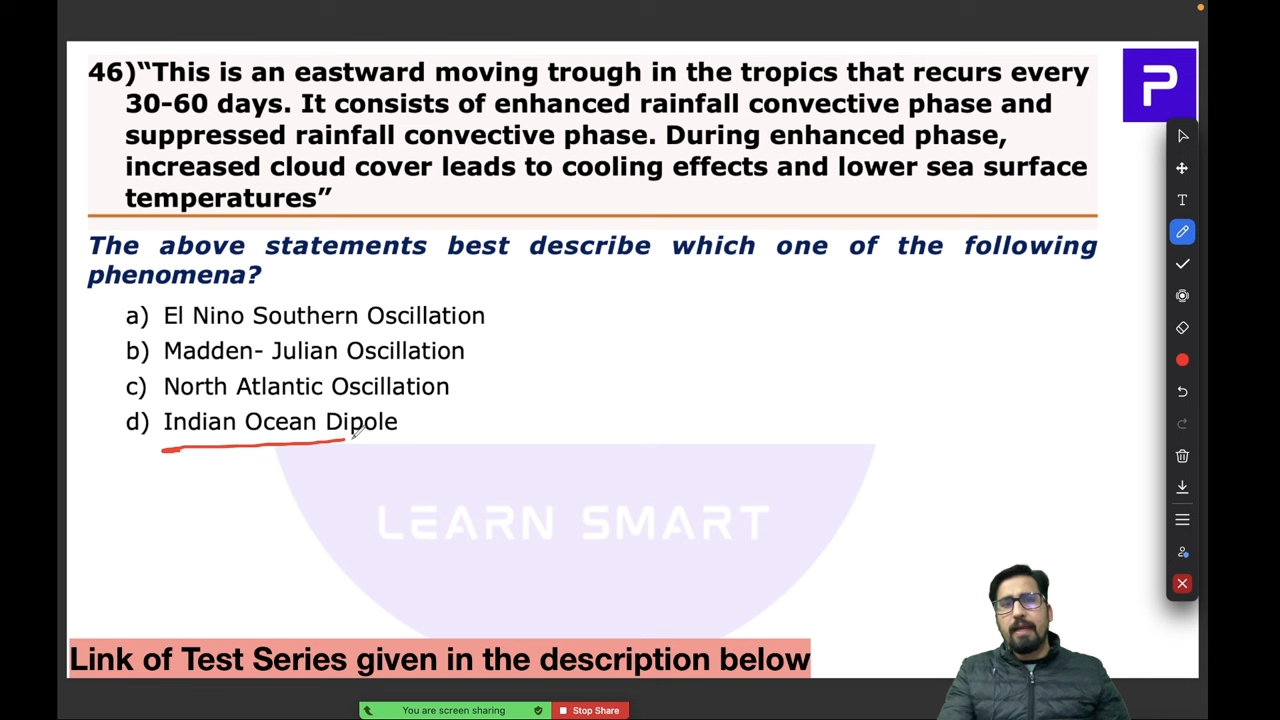 46)“This is an eastward moving trough in the tropics that recurs every
30-60 days. It consists of enhanced rainfall convective phase and
suppressed rainfall convective phase. During enhanced phase,
increased cloud cover leads to cooling effects and lower sea surface
temperatures”
The above statements best describe which one of the following
phenomena?
a) El Nino Southern Oscillation
b) Madden- Julian Oscillation
c) North Atlantic Oscillation
d) Indian Ocean Dipole
LEARN SMART
Link of Test Series given in the description below
You are screen sharing
Stop Share
P
T